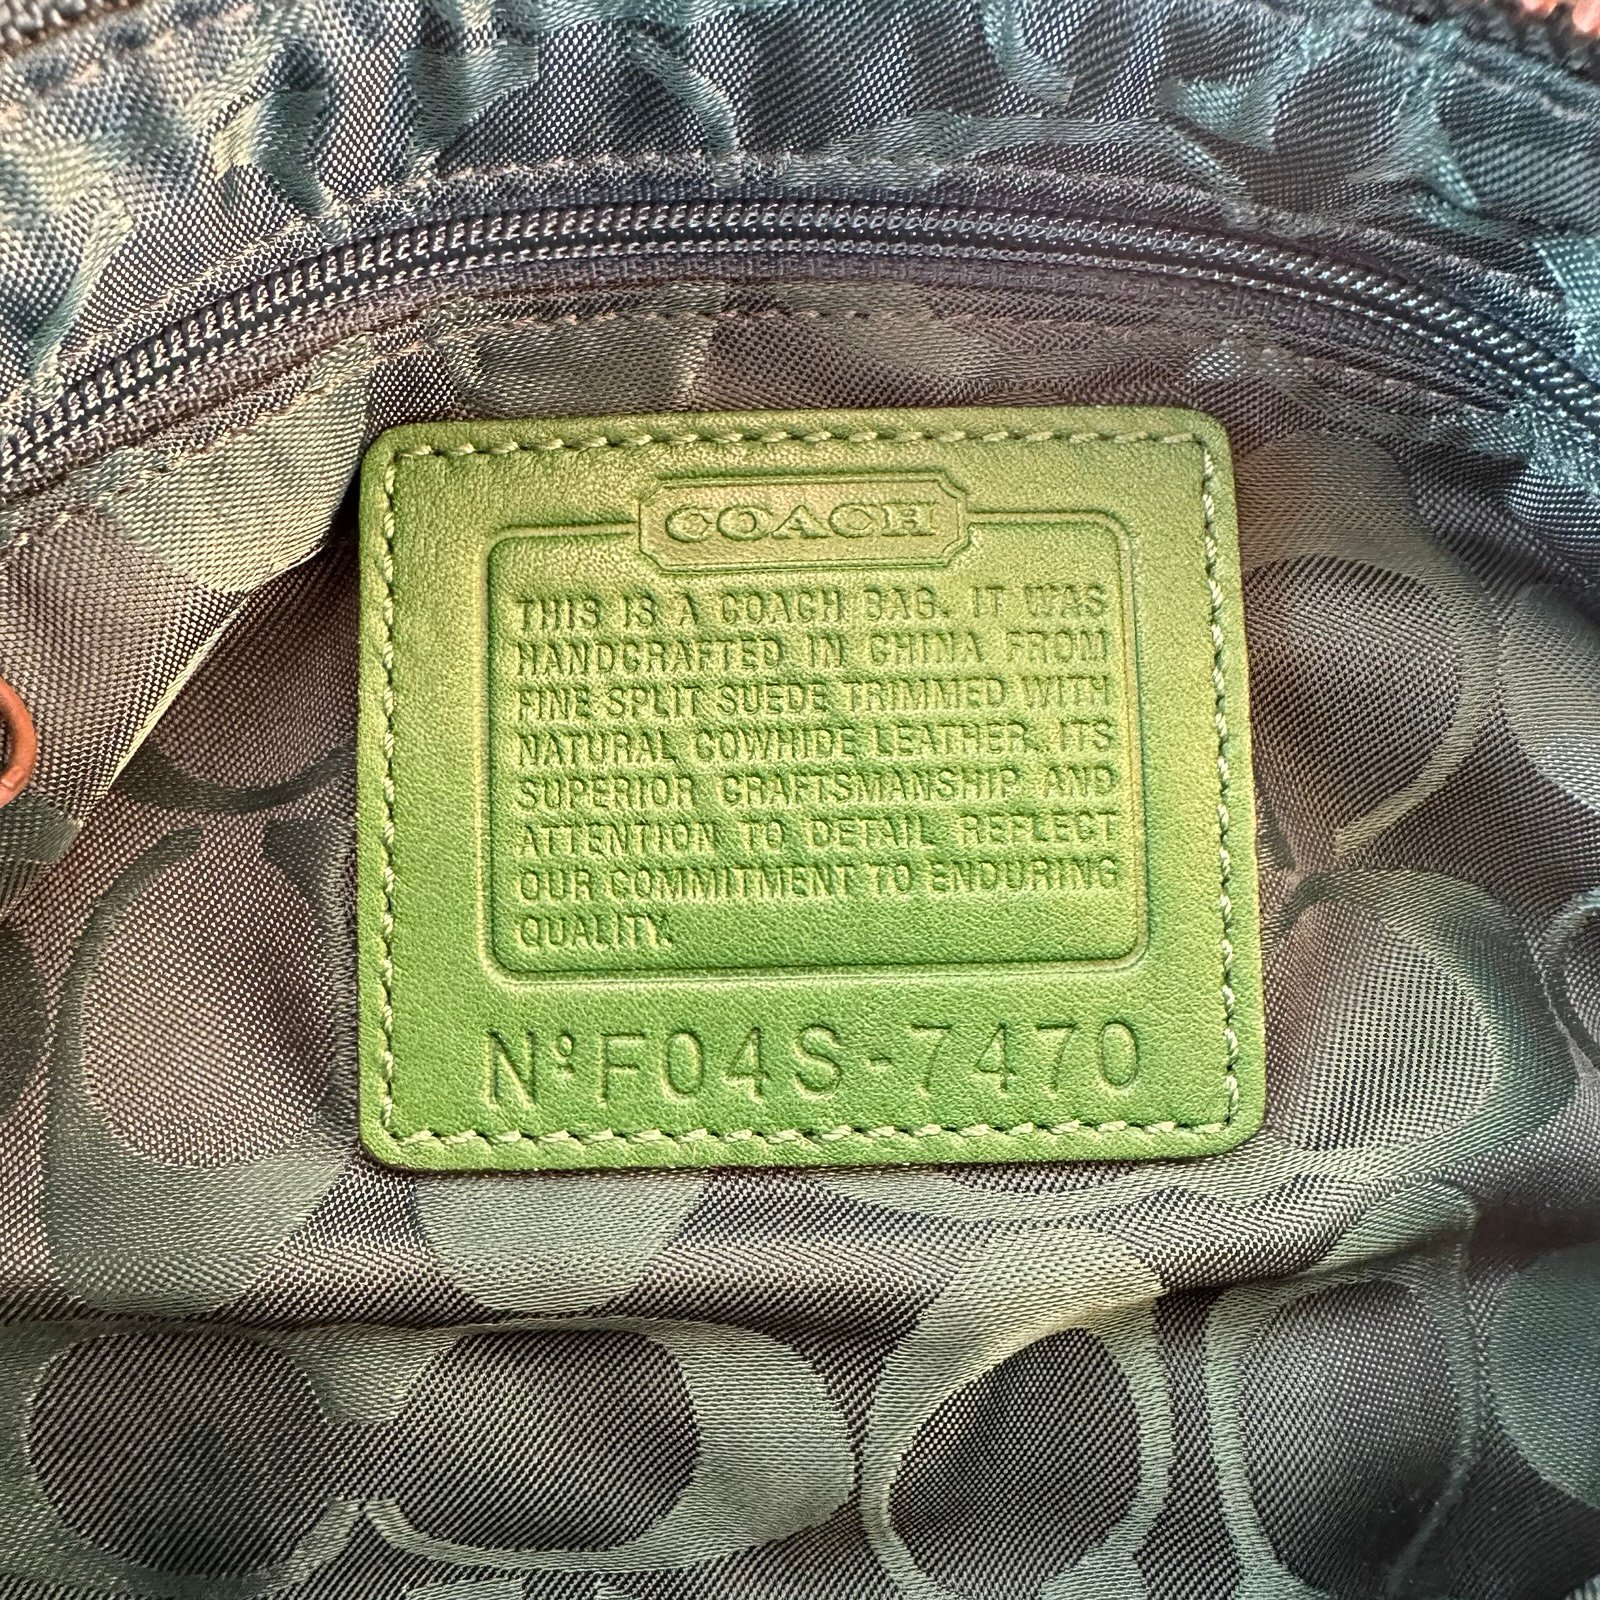 COACH
THIS IS A COACH BAG. IT WAS
HANDCRAFTED IN CHINA FROM
FINE SPLIT SUEDE TRIMMED WITH
NATURAL COWHIDE LEATHER. ITS
SUPERIOR CRAFTSMANSHIP AND
ATTENTION TO DETAIL REFLECT
OUR COMMITMENT TO ENDURING
QUALITY.
Nº F04S-7470